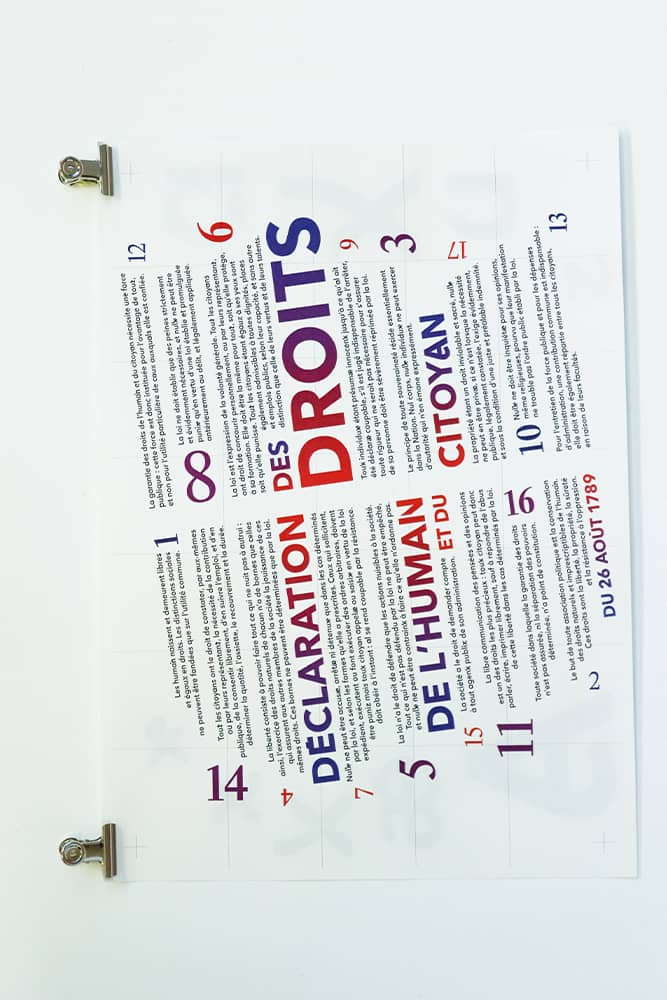 1
Les humain naissent et demeurent libres
et égaux en droits. Les distinctions sociales
ne peuvent être fondées que sur l'utilité commune.
14
Tout les citoyans ont le droit de constater, par aux-mêmes
ou par leurs représentant, la nécessité de la contribution
publique, de la consentir librement, d'en suivre l'emploi, et d'en
déterminer la quotité, l'assiette, le recouvrement et la durée.
4
La liberté consiste à pouvoir faire tout ce qui ne nuit pas à autrui :
ainsi, l'exercice des droits naturels de chacun n'a de bornes que celles
qui assurent aux autres membres de la société la jouissance de ces
mêmes droits. Ces bornes ne peuvent être déterminées que par la loi.
DÉCLARATION
7
Nulle ne peut être accusæ, arrêtæ ni détenux que dans les cas déterminés
par la loi, et selon les formes qu'elle a prescrites. Caux qui sollicitent,
expédient, exécutent ou font exécuter des ordres arbitraires, doivent
être punix mais toux citoyan appelæ ou saisix en vertu de la loi
doit obéir à l'instant : al se rend coupable par la résistance.
5
La loi n'a le droit de défendre que les actions nuisibles à la société.
Tout ce qui n'est pas défendu par la loi ne peut être empêché,
et nulle ne peut être contraint à faire ce qu'elle n'ordonne pas.
DE L'HUMAN
ET DU
15
La société a le droit de demander compte
à tout agent public de son administration.
11
La libre communication des pensées et des opinions
est un des droits les plus précieux : toux citoyan peut donc
parler, écrire, imprimer librement, sauf à répondre de l'abus
de cette liberté dans les cas déterminés par la loi.
16
Toute société dans laquelle la garantie des droits
n'est pas assurée, ni la séparation des pouvoirs
déterminée, n'a point de constitution.
2
Le but de toute association politique est la conservation
des droits naturels et imprescriptibles de l'humain.
Ces droits sont la liberté, la propriété, la sûreté
et la résistance à l'oppression.
DU 26 AOÛT 1789
12
La garantie des droits de l'humain et du citoyan nécessite une force
publique : cette force est donc instituée pour l'avantage de tout,
et non pour l'utilité particulière de caux auxquals elle est confiée.
8
La loi ne doit établir que des peines strictement
et évidemment nécessaires, et nulle ne peut être
punix qu'en vertu d'une loi établie et promulguée
antérieurement au délit, et légalement appliquée.
6
La loi est l'expression de la volonté générale. Tout les citoyans
ont droit de concourir personnellement, ou par leurs représentant,
à sa formation. Elle doit être la même pour tout, soit qu'elle protège,
soit qu'elle punisse. Tout les citoyans étant égaux à ses yeux sont
également admissibles à toutes dignités, places
et emplois publics, selon leur capacité, et sans autre
distinction que celle de leurs vertus et de leurs talents.
DES
DROITS
9
Toux individux étant présumæ innocent jusqu'à ce qu'al ait
été déclaræ coupable, s'il est jugé indispensable de l'arrêter,
toute rigueur qui ne serait pas nécessaire pour s'assurer
de sa personne doit être sévèrement réprimée par la loi.
3
Le principe de toute souveraineté réside essentiellement
dans la Nation. Nul corps, nulle individux ne peut exercer
d'autorité qui n'en émane expressément.
CITOYAN
17
La propriété étant un droit inviolable et sacré, nulle
ne peut en être privæ, si ce n'est lorsque la nécessité
publique, légalement constatée, l'exige évidemment,
et sous la condition d'une juste et préalable indemnité.
10
Nulle ne doit être inquiétæ pour ses opinions,
même religieuses, pourvu que leur manifestation
ne trouble pas l'ordre public établi par la loi.
13
Pour l'entretien de la force publique et pour les dépenses
d'administration, une contribution commune est indispensable :
elle doit être également répartie entre tous les citoyans,
en raison de leurs facultés.